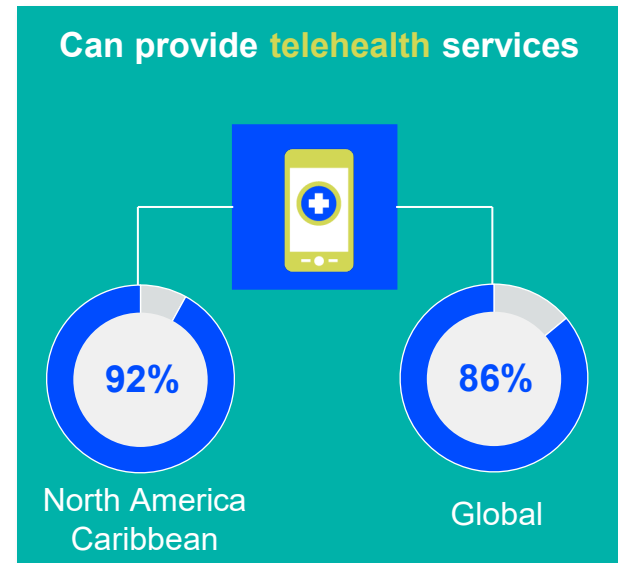 Can provide telehealth services
92%
86%
North America
Caribbean
Global